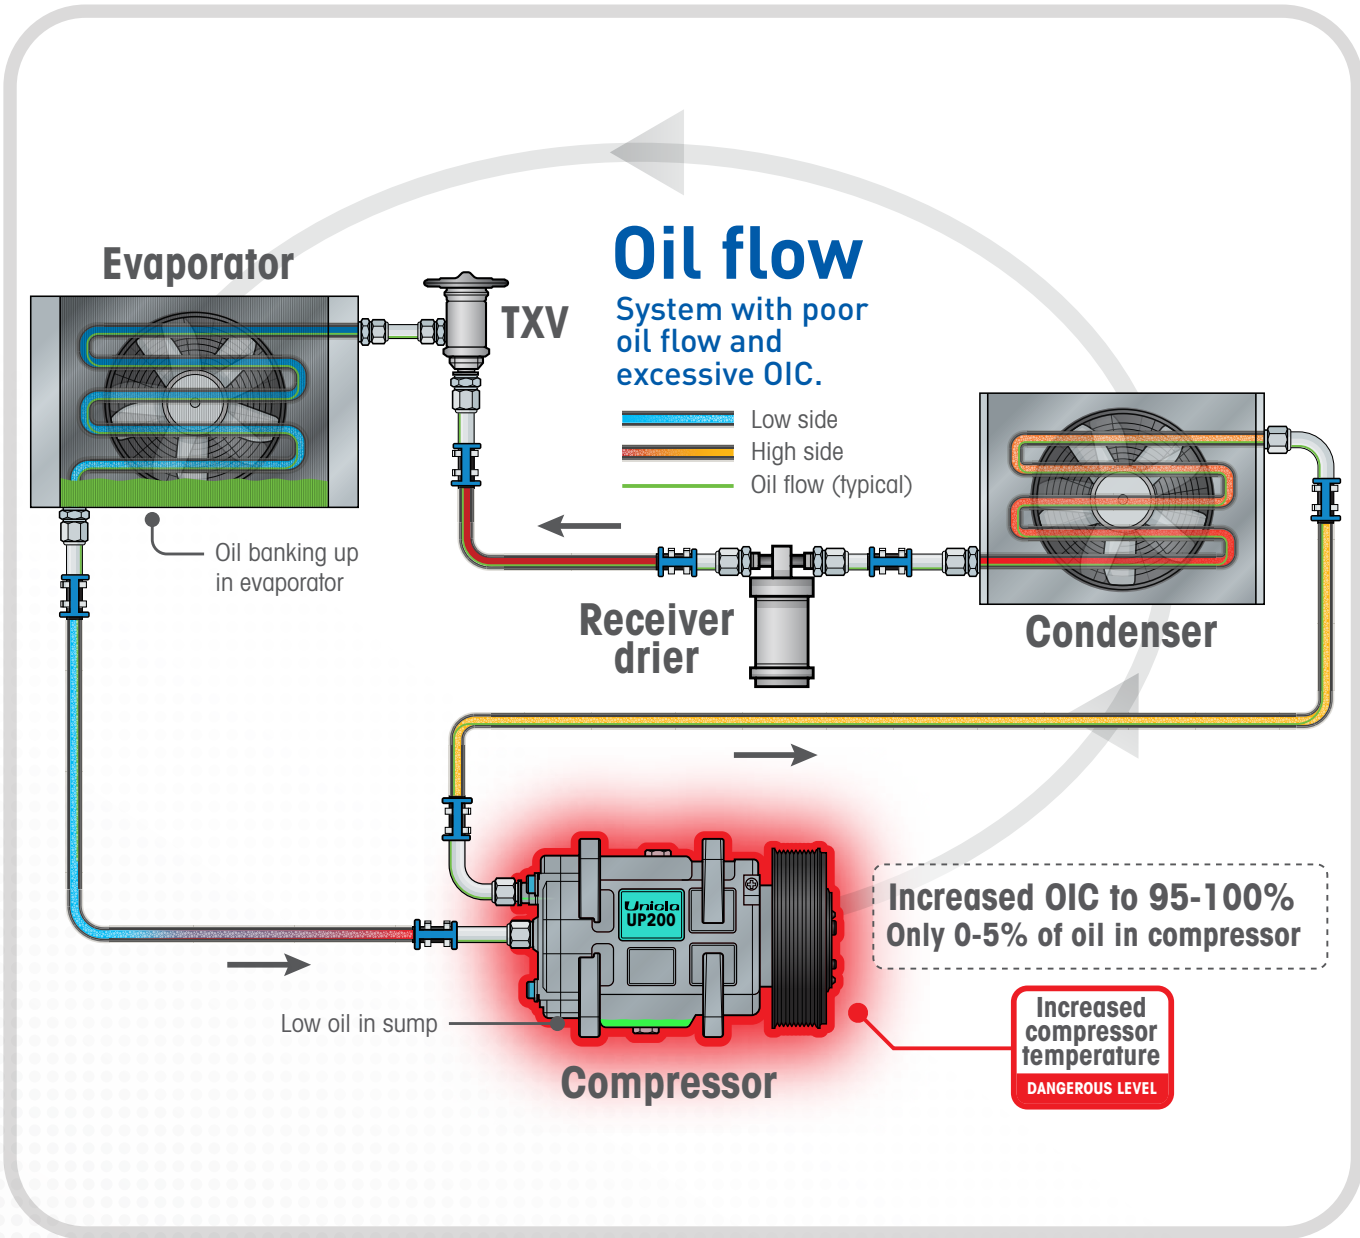 Oil flow
System with poor
oil flow and
excessive OIC.
Low side
High side
Oil flow (typical)
Evaporator
TXV
Oil banking up
in evaporator
Receiver
drier
Condenser
Unicla
UP200
Increased OIC to 95-100%
Only 0-5% of oil in compressor
Low oil in sump
Increased
compressor
temperature
DANGEROUS LEVEL
Compressor